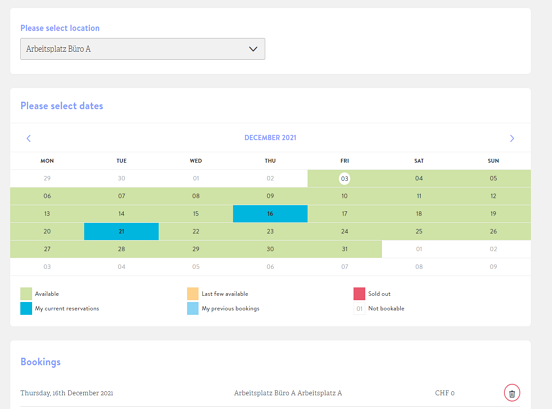 Please select location
Arbeitsplatz Büro A
Please select dates
DECEMBER 2021
MON TUE WED THU FRI SAT SUN
29 30 01 02 03 04 05
06 07 08 09 10 11 12
13 14 15 16 17 18 19
20 21 22 23 24 25 26
27 28 29 30 31 01 02
03 04 05 06 07 08 09
Available Last few available Sold out
My current reservations My previous bookings 01 Not bookable
Bookings
Thursday, 16th December 2021 Arbeitsplatz Büro A Arbeitsplatz A CHF 0